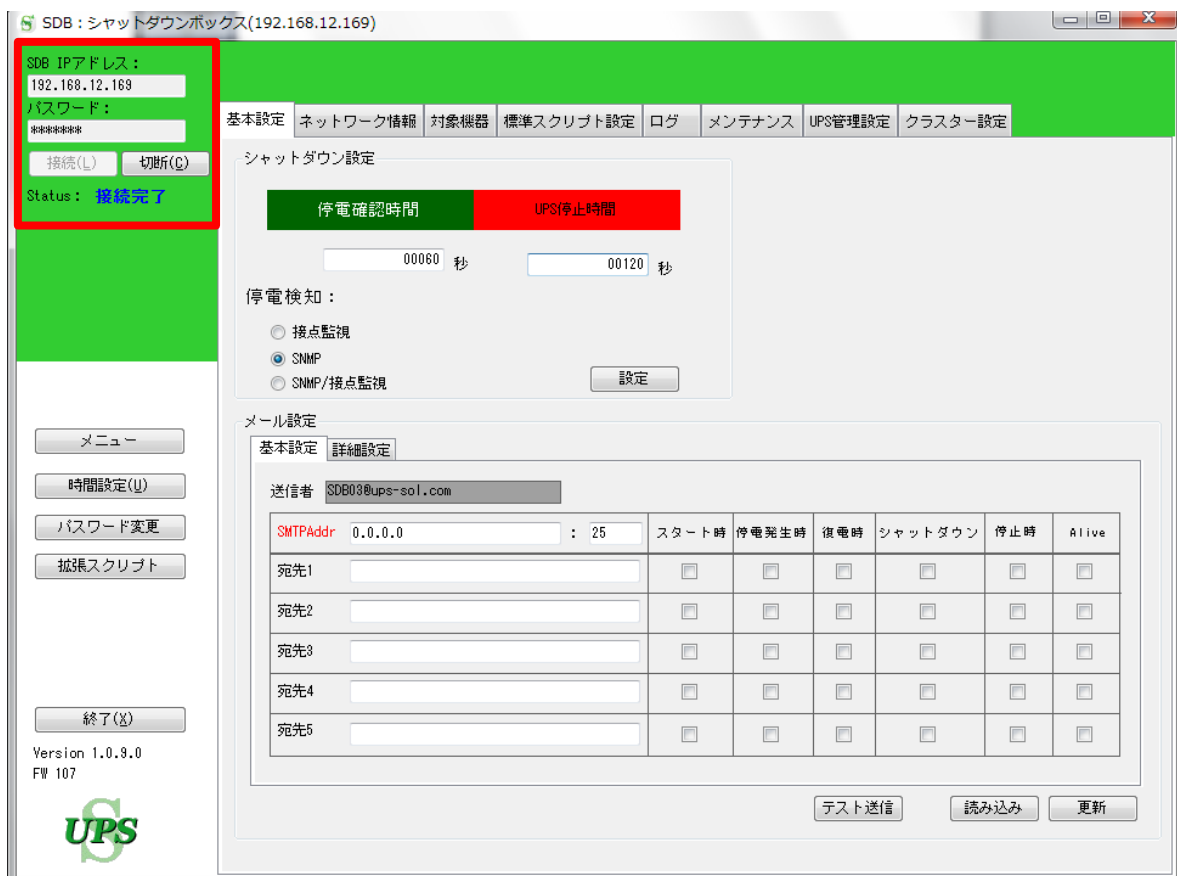 SDB：シャットダウンボックス(192.168.12.169)
SDB IPアドレス：
192.168.12.169
パスワード：
*******
接続(L) 切断(C)
Status： 接続完了
基本設定 ネットワーク情報 対象機器 標準スクリプト設定 ログ メンテナンス UPS管理設定 クラスター設定
シャットダウン設定
停電確認時間 UPS停止時間
00060 秒 00120 秒
停電検知：
接点監視
SNMP
SNMP/接点監視
設定
メニュー
時間設定(U)
パスワード変更
拡張スクリプト
終了(X)
Version 1.0.9.0
FW 107
UPS
メール設定
基本設定 詳細設定
送信者 SDB03@ups-sol.com
SMTPAddr 0.0.0.0 : 25 スタート時 停電発生時 復電時 シャットダウン 停止時 Alive
宛先1
宛先2
宛先3
宛先4
宛先5
テスト送信 読み込み 更新